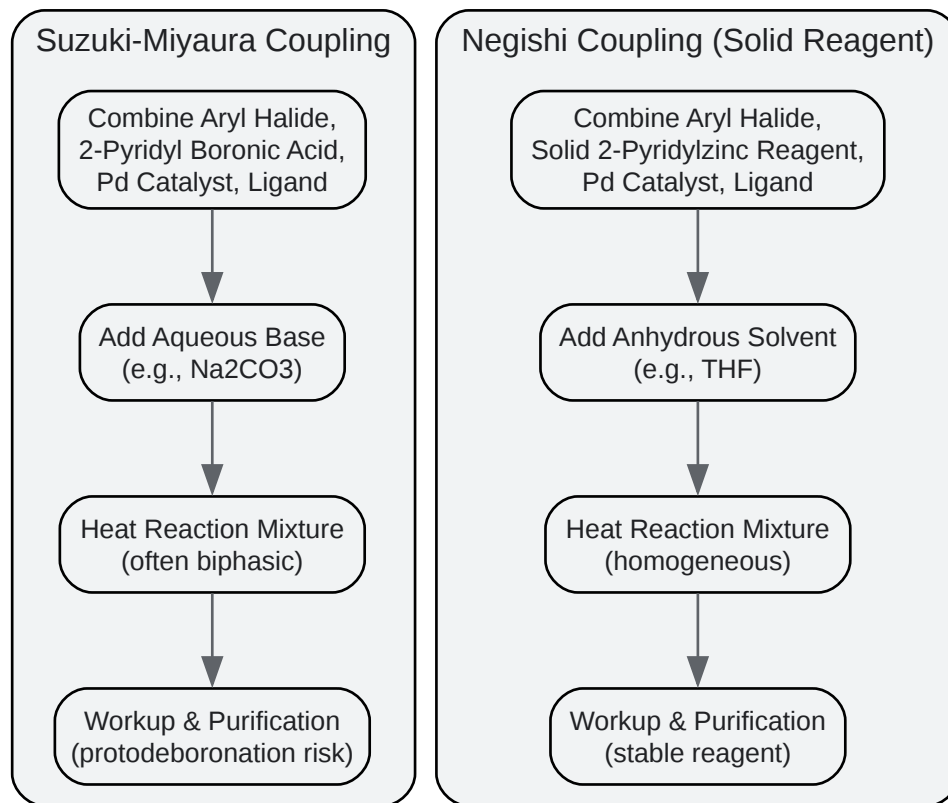 Suzuki-Miyaura Coupling
Combine Aryl Halide,
2-Pyridyl Boronic Acid,
Pd Catalyst, Ligand
Add Aqueous Base
(e.g., Na2CO3)
Heat Reaction Mixture
(often biphasic)
Workup & Purification
(protodeboronation risk)
Negishi Coupling (Solid Reagent)
Combine Aryl Halide,
Solid 2-Pyridylzinc Reagent,
Pd Catalyst, Ligand
Add Anhydrous Solvent
(e.g., THF)
Heat Reaction Mixture
(homogeneous)
Workup & Purification
(stable reagent)